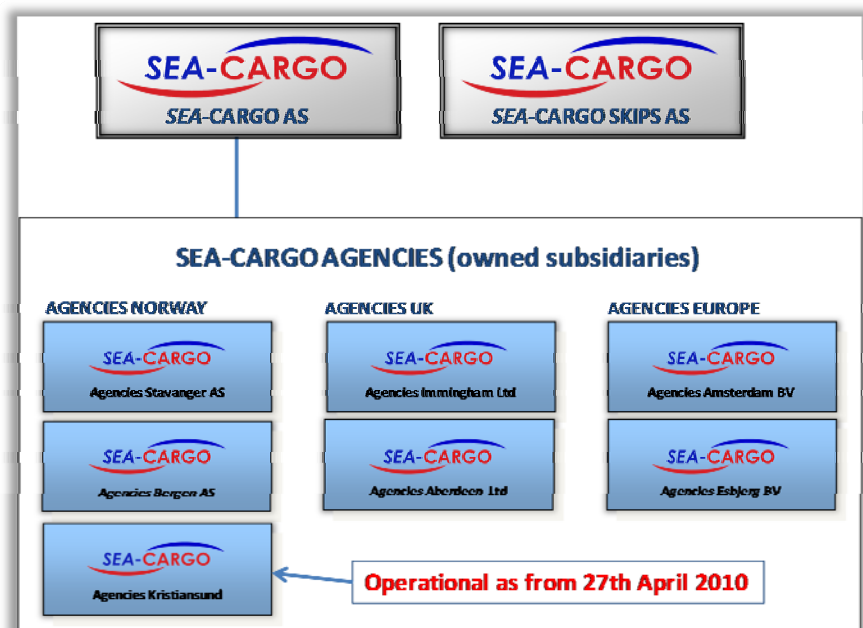 SEA-CARGO
SEA-CARGO AS
SEA-CARGO
SEA-CARGO SKIPS AS
SEA-CARGO AGENCIES (owned subsidiaries)
AGENCIES NORWAY
SEA-CARGO
Agencies Stavanger AS
SEA-CARGO
Agencies Bergen AS
SEA-CARGO
Agencies Kristiansund
AGENCIES UK
SEA-CARGO
Agencies Immingham Ltd
SEA-CARGO
Agencies Aberdeen Ltd
AGENCIES EUROPE
SEA-CARGO
Agencies Amsterdam BV
SEA-CARGO
Agencies Esbjerg BV
Operational as from 27th April 2010